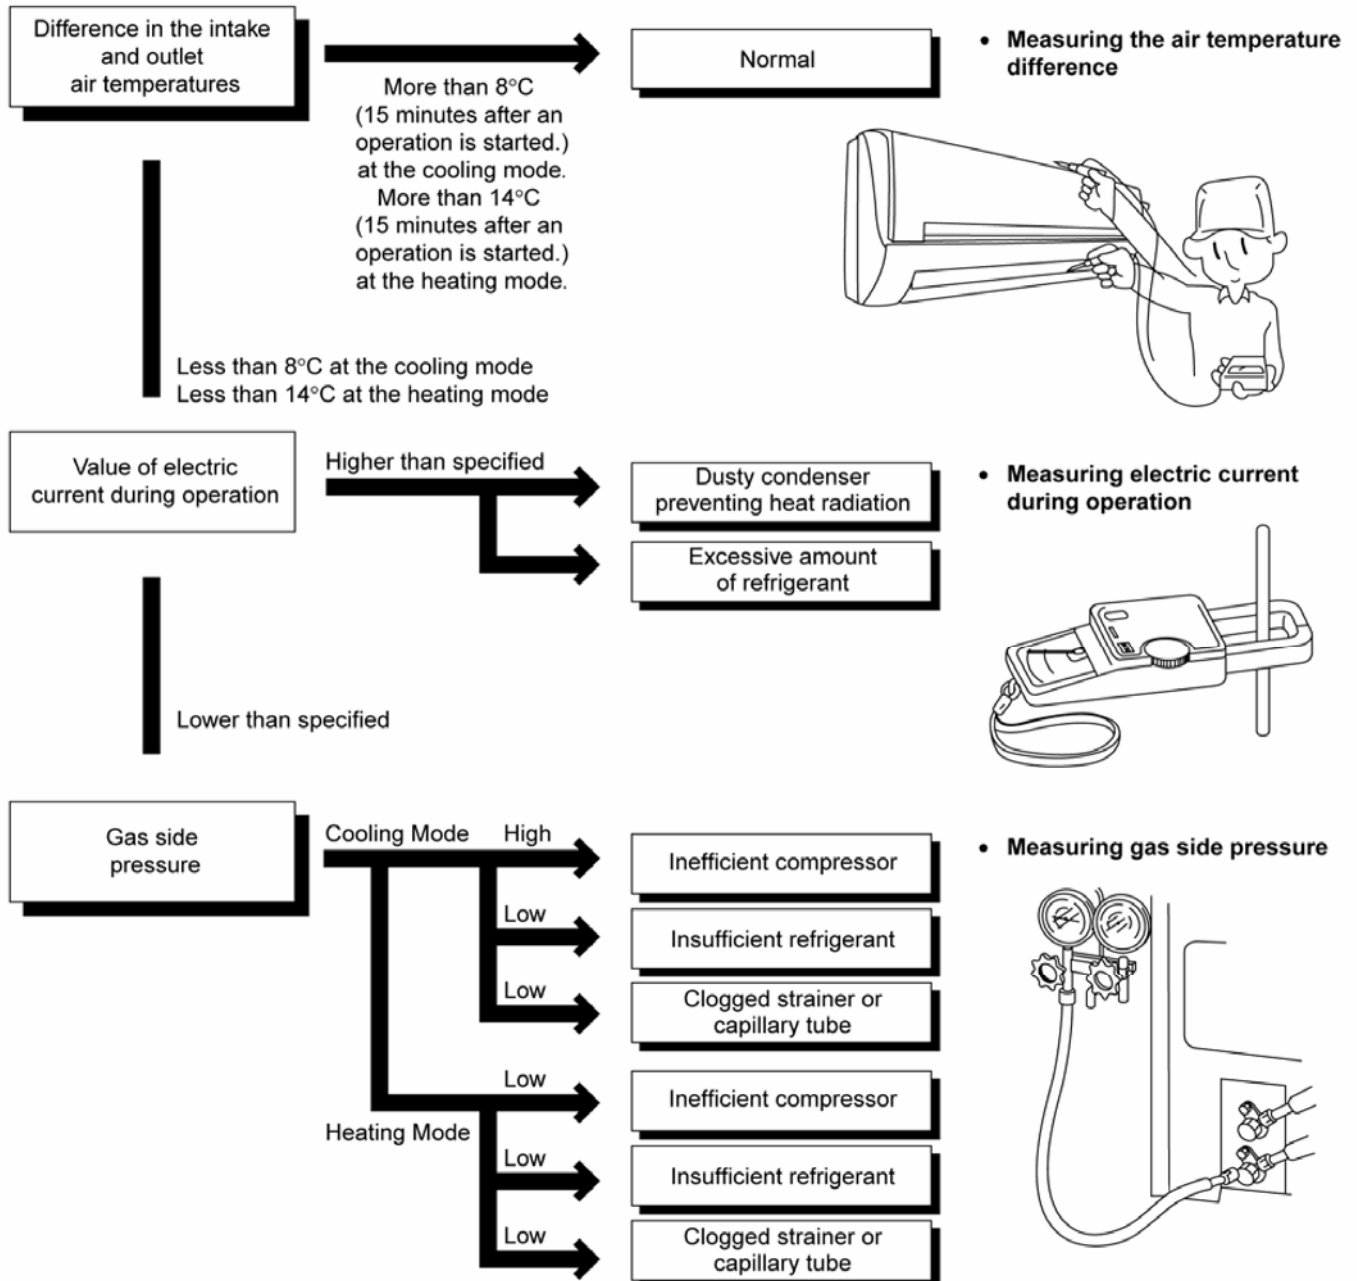 Difference in the intake
and outlet
air temperatures
More than 8°C
(15 minutes after an
operation is started.)
at the cooling mode.
More than 14°C
(15 minutes after an
operation is started.)
at the heating mode.
Normal
• Measuring the air temperature
difference
Less than 8°C at the cooling mode
Less than 14°C at the heating mode
Value of electric
current during operation
Higher than specified
Dusty condenser
preventing heat radiation
Excessive amount
of refrigerant
• Measuring electric current
during operation
Lower than specified
Gas side
pressure
Cooling Mode
High
Inefficient compressor
Low
Insufficient refrigerant
Low
Clogged strainer or
capillary tube
Heating Mode
Low
Inefficient compressor
Low
Insufficient refrigerant
Low
Clogged strainer or
capillary tube
• Measuring gas side pressure